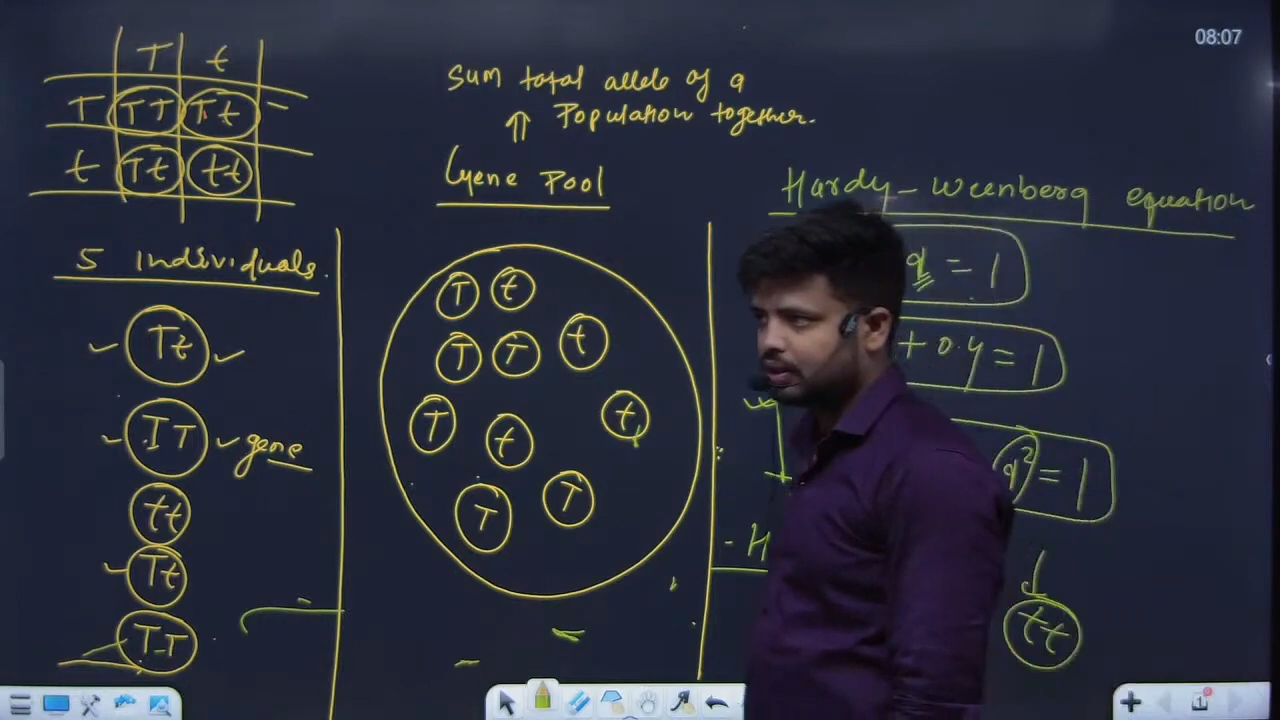 08:07
T t
T TT Tt
t Tt tt
Sum total allele of a
Population together.
Gene Pool
Hardy-Weenberg equation
5 individuals.
Tt
TT gene
tt
Tt
TT
T t
T T t
T t t
T T
q = 1
+ 0.4 = 1
q² = 1
- H
tt
1